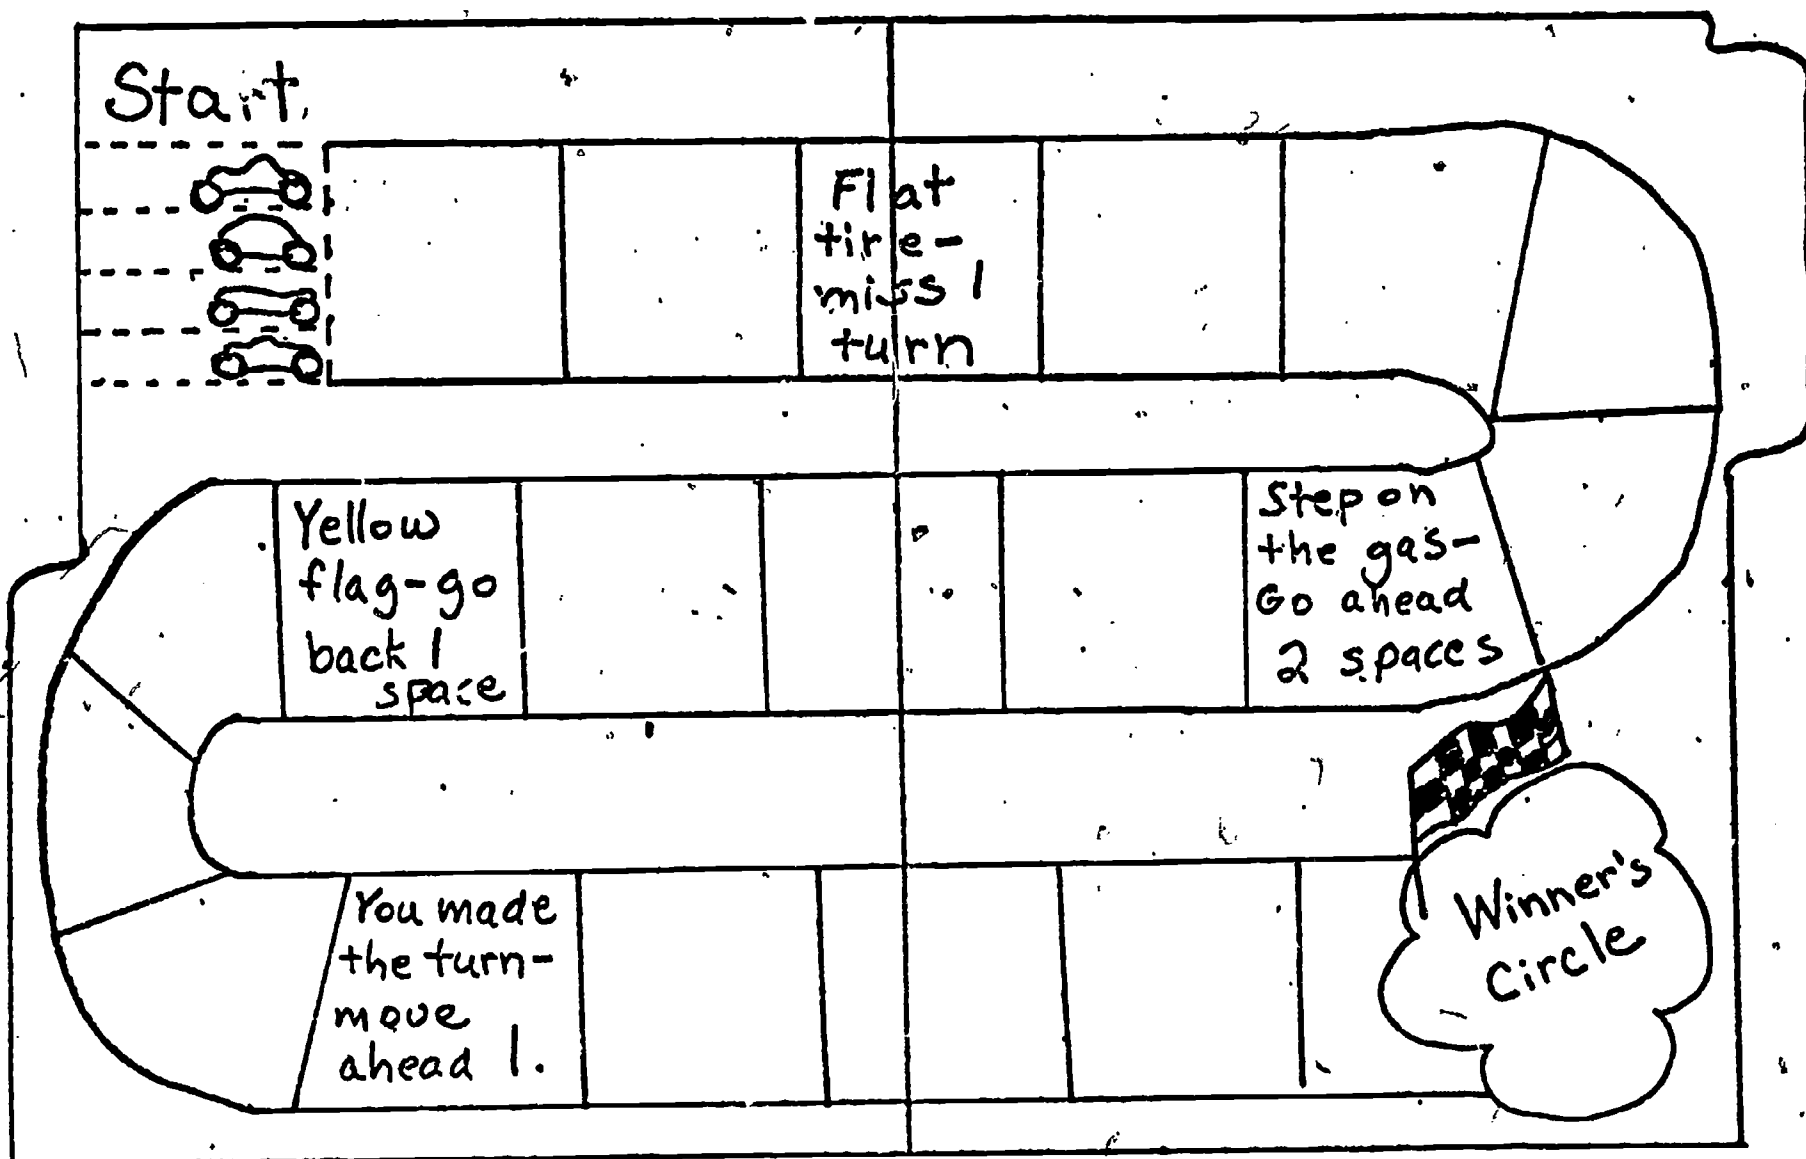 Start
Flat
tire-
miss 1
turn
Step on
the gas-
Go ahead
2 spaces
Yellow
flag-go
back 1
space
You made
the turn-
move
ahead 1.
Winner's
Circle